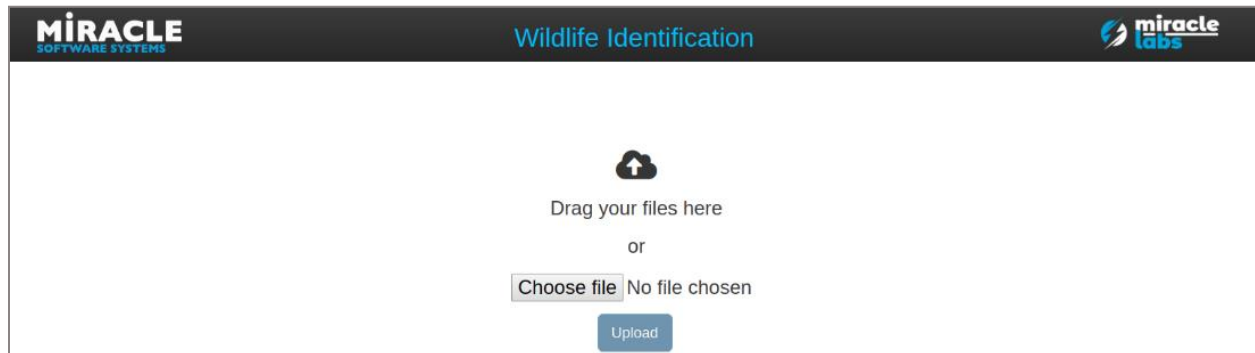 MIRACLE
SOFTWARE SYSTEMS
Wildlife Identification
miracle
labs
Drag your files here
or
Choose file No file chosen
Upload